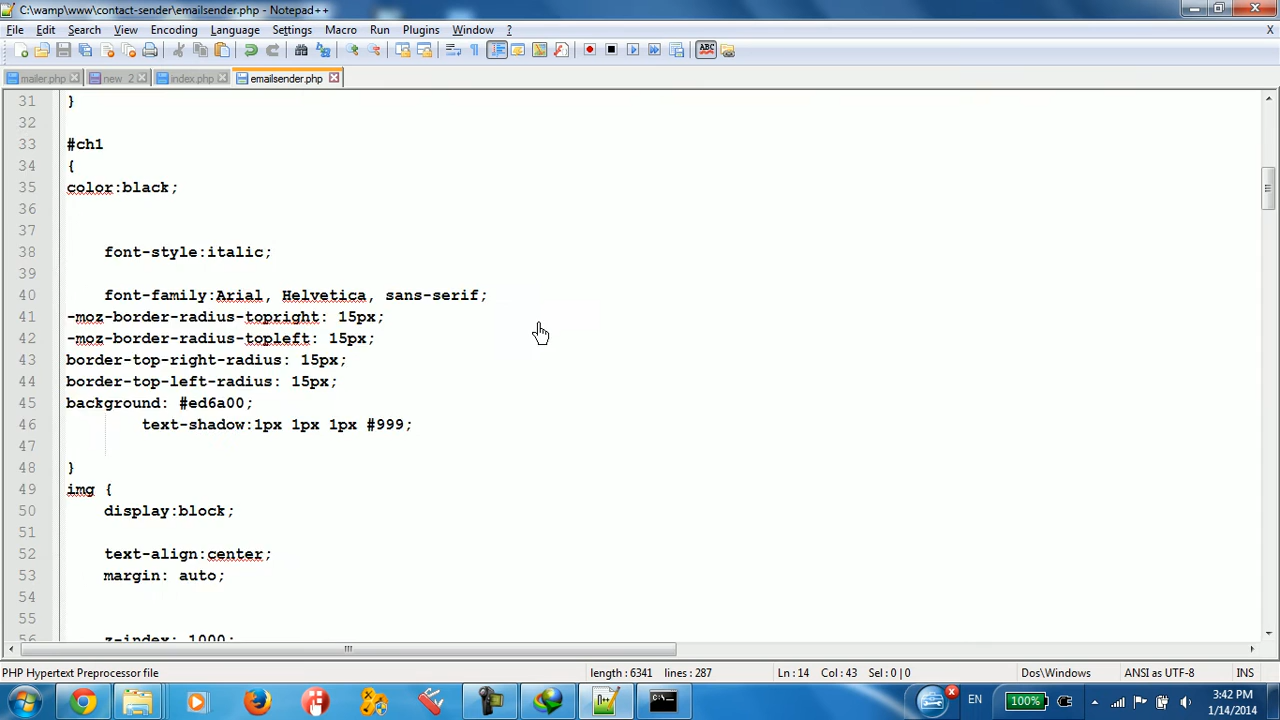 C:\wamp\www\contact-sender\emailsender.php - Notepad++
File Edit Search View Encoding Language Settings Macro Run Plugins Window ? X
ABC
mailer.php new 2 index.php emailsender.php
31 }
32
33 #ch1
34 {
35 color:black;
36
37
38 font-style:italic;
39
40 font-family:Arial, Helvetica, sans-serif;
41 -moz-border-radius-topright: 15px;
42 -moz-border-radius-topleft: 15px;
43 border-top-right-radius: 15px;
44 border-top-left-radius: 15px;
45 background: #ed6a00;
46 text-shadow:1px 1px 1px #999;
47
48 }
49 img {
50 display:block;
51
52 text-align:center;
53 margin: auto;
54
55
56 z-index: 1000;
PHP Hypertext Preprocessor file length : 6341 lines : 287 Ln : 14 Col : 43 Sel : 0 | 0 Dos\Windows ANSI as UTF-8 INS
EN 100% 3:42 PM
1/14/2014